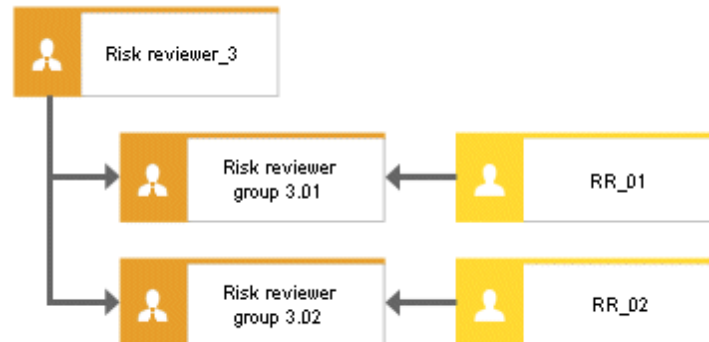 Risk reviewer_3
Risk reviewer
group 3.01
RR_01
Risk reviewer
group 3.02
RR_02